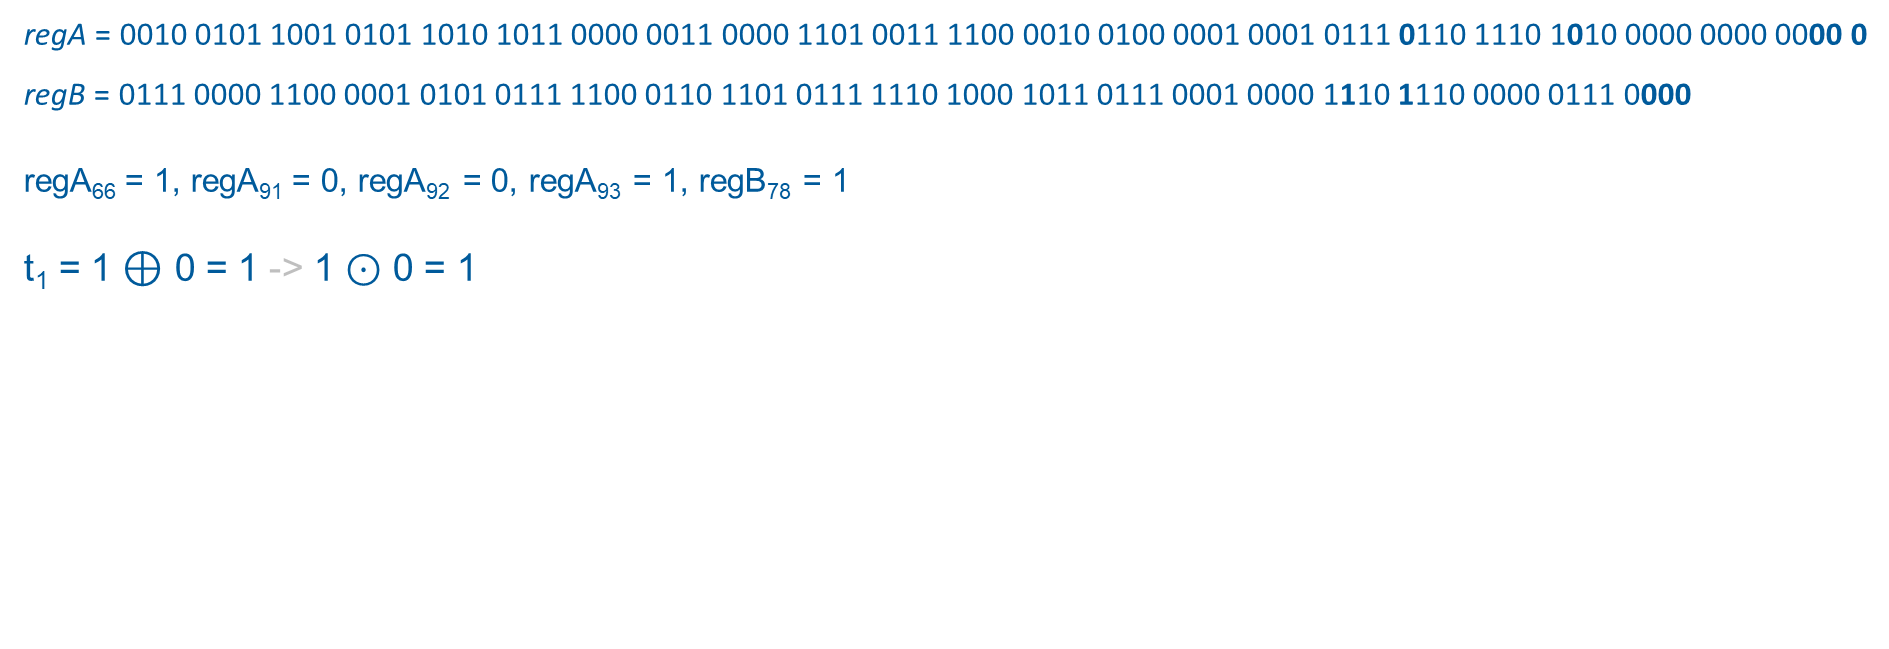 regA = 0010 0101 1001 0101 1010 1011 0000 0011 0000 1101 0011 1100 0010 0100 0001 0001 0111 0110 1110 1010 0000 0000 0000 0
regB = 0111 0000 1100 0001 0101 0111 1100 0110 1101 0111 1110 1000 1011 0111 0001 0000 1110 1110 0000 0111 0000
regA₆₆ = 1, regA₉₁ = 0, regA₉₂ = 0, regA₉₃ = 1, regB₇₈ = 1
t₁ = 1 ⊕ 0 = 1 -> 1 ⊙ 0 = 1